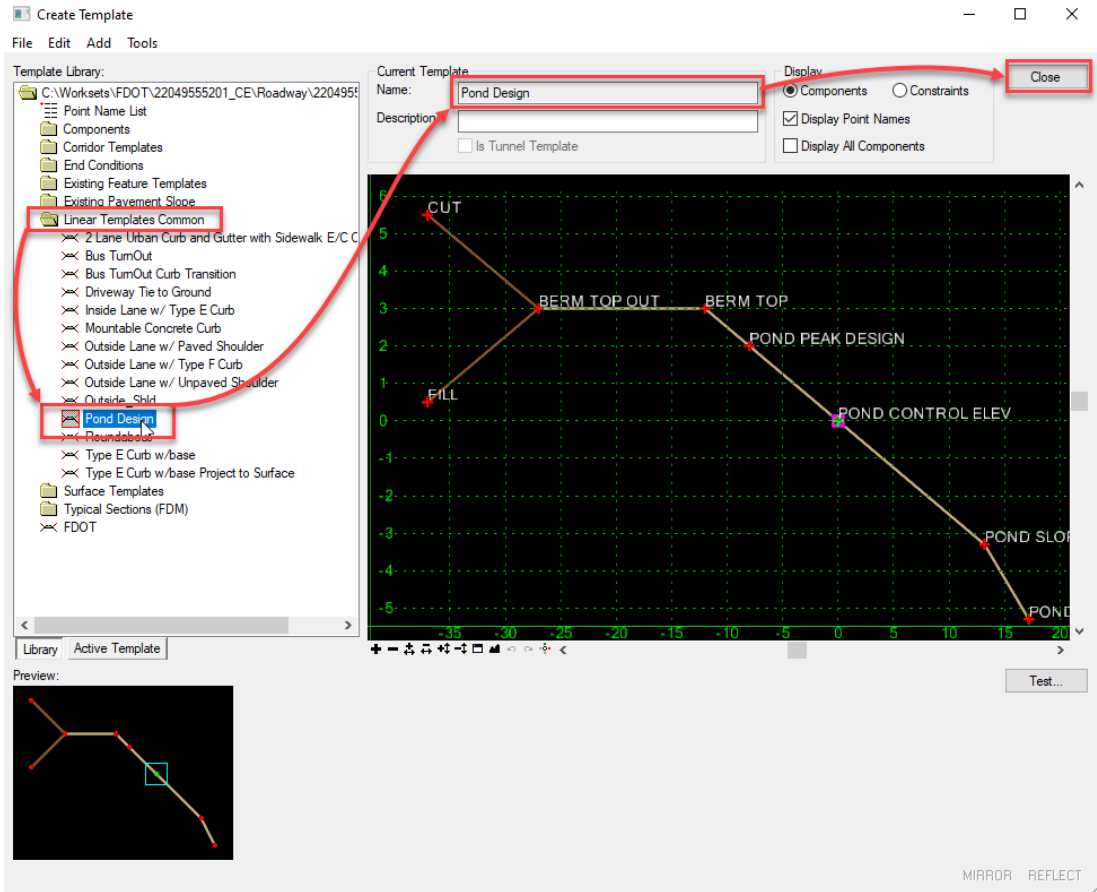 Create Template
File Edit Add Tools
Template Library:
C:\Worksets\FDOT\22049555201_CE\Roadway\2204955
Point Name List
Components
Corridor Templates
End Conditions
Existing Feature Templates
Existing Pavement Slope
Linear Templates Common
2 Lane Urban Curb and Gutter with Sidewalk E/C C
Bus TurnOut
Bus TurnOut Curb Transition
Driveway Tie to Ground
Inside Lane w/ Type E Curb
Mountable Concrete Curb
Outside Lane w/ Paved Shoulder
Outside Lane w/ Type F Curb
Outside Lane w/ Unpaved Shoulder
Outside_Shld
Pond Design
Roundabout
Type E Curb w/base
Type E Curb w/base Project to Surface
Surface Templates
Typical Sections (FDM)
FDOT
Library Active Template
Current Template
Name: Pond Design
Description:
Is Tunnel Template
Display
Components Constraints
Display Point Names
Display All Components
Close
6
CUT
5
4
3
BERM TOP OUT BERM TOP
2
POND PEAK DESIGN
1
FILL
0
POND CONTROL ELEV
-1
-2
-3
POND SLO
-4
-5
POND
-35 -30 -25 -20 -15 -10 -5 0 5 10 15 20
Test...
Preview:
MIRROR REFLECT